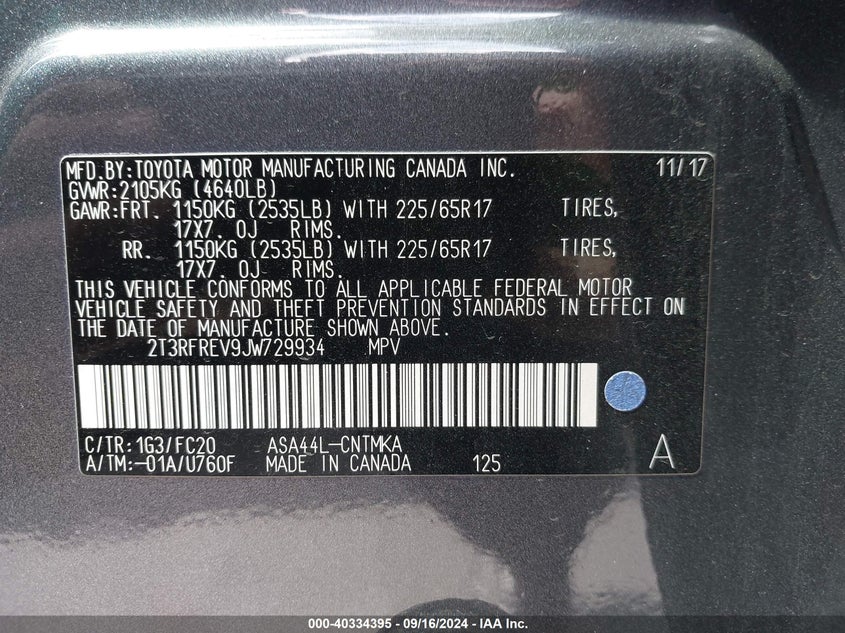 MFD.BY:TOYOTA MOTOR MANUFACTURING CANADA INC. 11/17
GVWR:2105KG (4640LB)
GAWR:FRT. 1150KG (2535LB) WITH 225/65R17 TIRES,
17X7. 0J RIMS.
RR. 1150KG (2535LB) WITH 225/65R17 TIRES,
17X7. 0J RIMS.
THIS VEHICLE CONFORMS TO ALL APPLICABLE FEDERAL MOTOR
VEHICLE SAFETY AND THEFT PREVENTION STANDARDS IN EFFECT ON
THE DATE OF MANUFACTURE SHOWN ABOVE.
2T3RFREV9JW729934 MPV
C/TR:1G3/FC20 ASA44L-CNTMKA
A/TM:-01A/U760F MADE IN CANADA 125 A
000-40334395 - 09/16/2024 - IAA Inc.